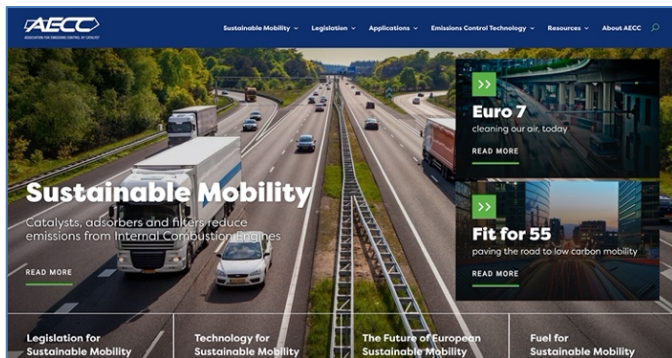 AECC
ASSOCIATION FOR EMISSIONS CONTROL BY CATALYST
Sustainable Mobility
Legislation
Applications
Emissions Control Technology
Resources
About AECC
Euro 7
cleaning our air, today
READ MORE
Sustainable Mobility
Catalysts, adsorbers and filters reduce
emissions from Internal Combustion Engines
READ MORE
Fit for 55
paving the road to low carbon mobility
READ MORE
Legislation for
Sustainable Mobility
Technology for
Sustainable Mobility
The Future of European
Sustainable Mobility
Fuel for
Sustainable Mobility